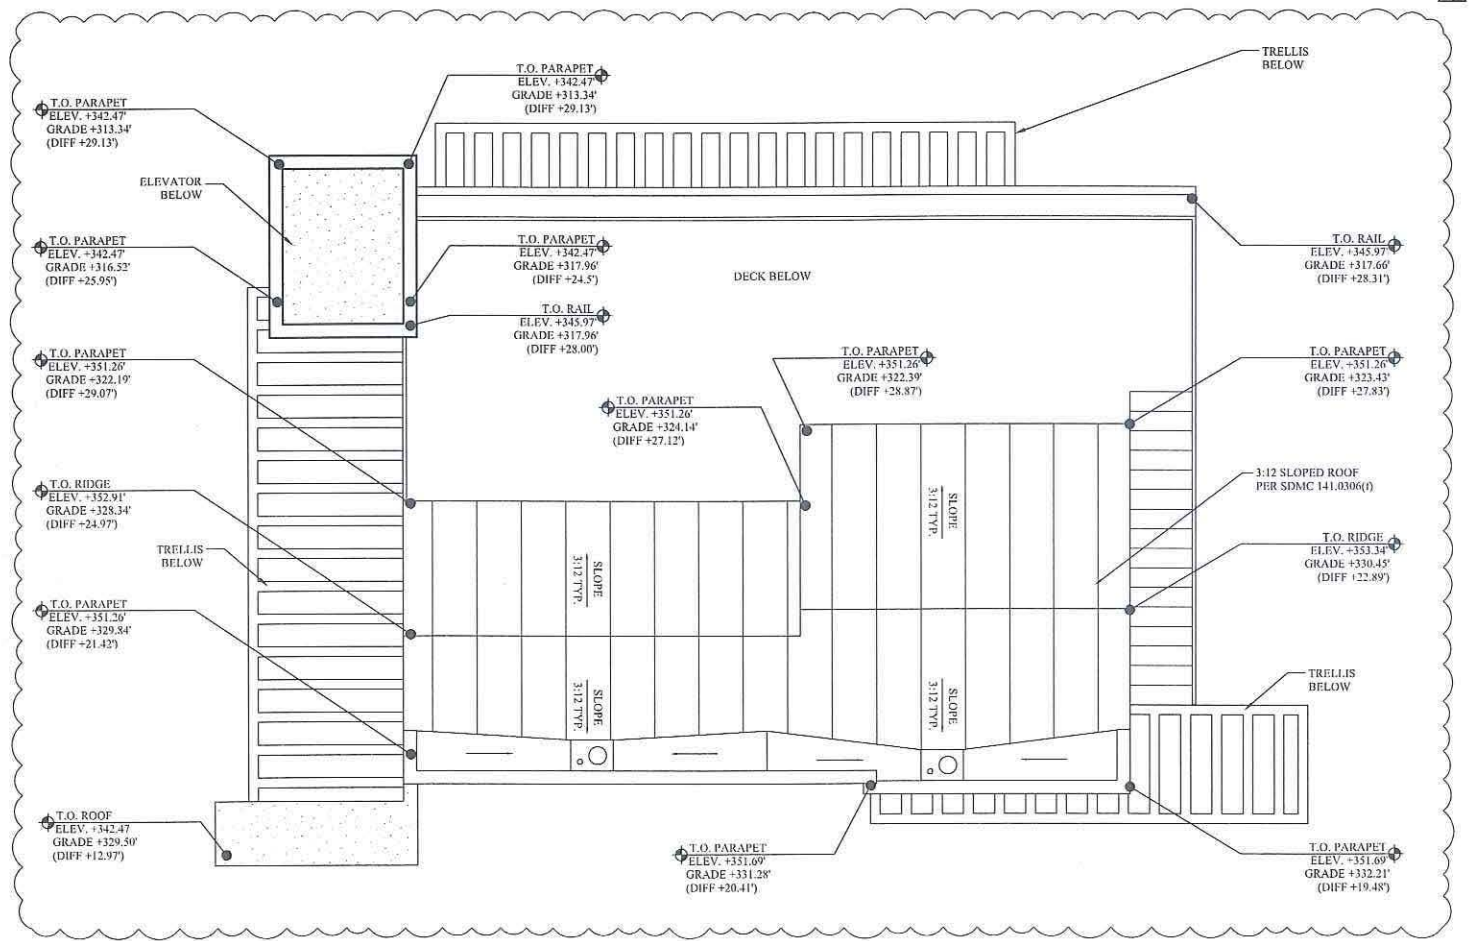 T.O. PARAPET
ELEV. +342.47'
GRADE +313.34'
(DIFF +29.13')
T.O. PARAPET
ELEV. +342.47'
GRADE +313.34'
(DIFF +29.13')
TRELLIS
BELOW
ELEVATOR
BELOW
T.O. PARAPET
ELEV. +342.47'
GRADE +316.52'
(DIFF +25.95')
T.O. PARAPET
ELEV. +342.47'
GRADE +317.96'
(DIFF +24.5')
DECK BELOW
T.O. RAIL
ELEV. +345.97'
GRADE +317.66'
(DIFF +28.31')
T.O. RAIL
ELEV. +345.97'
GRADE +317.96'
(DIFF +28.00')
T.O. PARAPET
ELEV. +351.26'
GRADE +322.19'
(DIFF +29.07')
T.O. PARAPET
ELEV. +351.26'
GRADE +322.39'
(DIFF +28.87')
T.O. PARAPET
ELEV. +351.26'
GRADE +323.43'
(DIFF +27.83')
T.O. PARAPET
ELEV. +351.26'
GRADE +324.14'
(DIFF +27.12')
T.O. RIDGE
ELEV. +352.91'
GRADE +328.34'
(DIFF +24.97')
SLOPE
3:12 TYP.
3:12 SLOPED ROOF
PER SDMC 141.0306(f)
TRELLIS
BELOW
SLOPE
3:12 TYP.
T.O. RIDGE
ELEV. +353.34'
GRADE +330.45'
(DIFF +22.89')
T.O. PARAPET
ELEV. +351.26'
GRADE +329.84'
(DIFF +21.42')
SLOPE
3:12 TYP.
SLOPE
3:12 TYP.
TRELLIS
BELOW
T.O. ROOF
ELEV. +342.47
GRADE +329.50'
(DIFF +12.97')
T.O. PARAPET
ELEV. +351.69'
GRADE +331.28'
(DIFF +20.41')
T.O. PARAPET
ELEV. +351.69'
GRADE +332.21'
(DIFF +19.48')